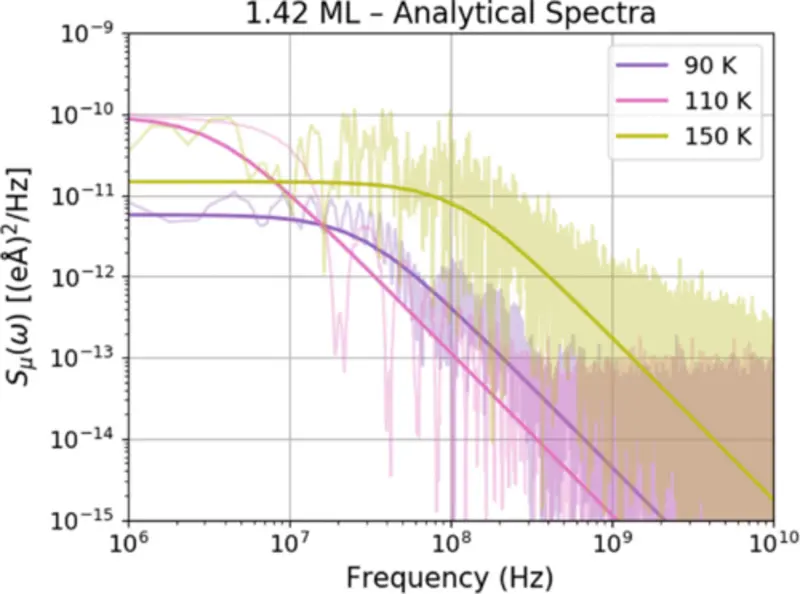 1.42 ML – Analytical Spectra
10⁻⁹
10⁻¹⁰
10⁻¹¹
10⁻¹²
10⁻¹³
10⁻¹⁴
10⁻¹⁵
Sμ(ω) [(eÅ)²/Hz]
90 K
110 K
150 K
10⁶
10⁷
10⁸
10⁹
10¹⁰
Frequency (Hz)